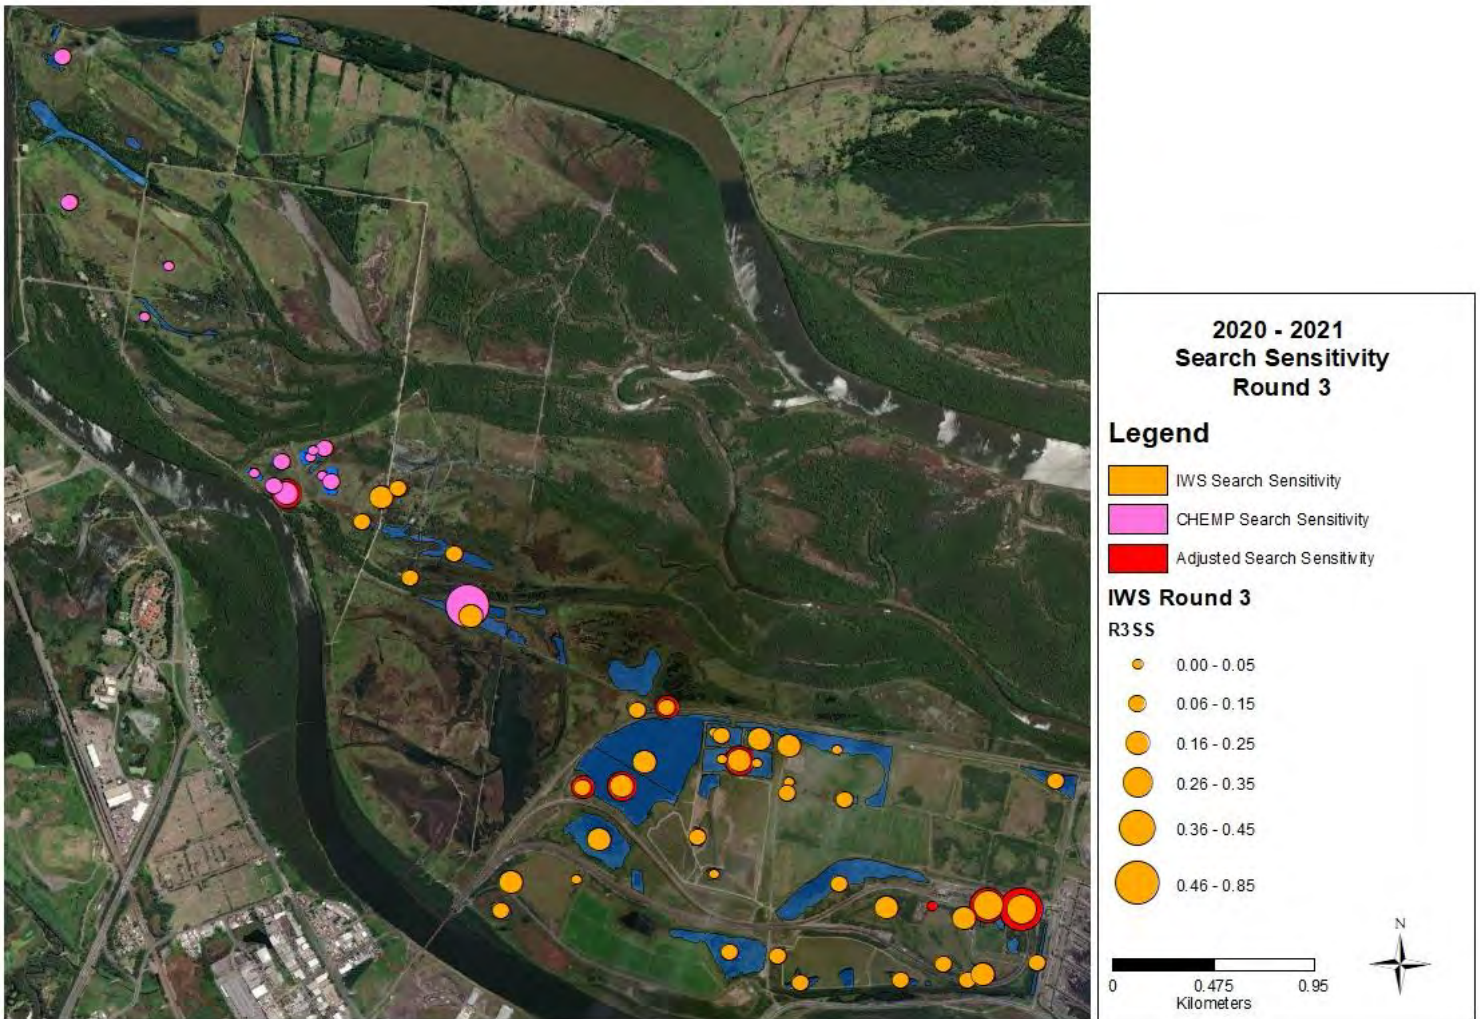 2020 - 2021
Search Sensitivity
Round 3
Legend
IWS Search Sensitivity
CHEMP Search Sensitivity
Adjusted Search Sensitivity
IWS Round 3
R3SS
0.00 - 0.05
0.06 - 0.15
0.16 - 0.25
0.26 - 0.35
0.36 - 0.45
0.46 - 0.85
N
0 0.475 0.95
Kilometers